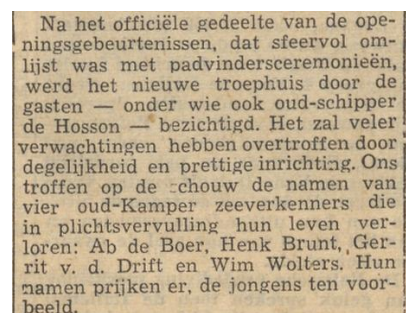 Na het officiële gedeelte van de ope-
ningsgebeurtenissen, dat sfeervol om-
lijst was met padvindersceremonieën,
werd het nieuwe troephuis door de
gasten — onder wie ook oud-schipper
de Hosson — bezichtigd. Het zal veler
verwachtingen hebben overtroffen door
degelijkheid en prettige inrichting. Ons
troffen op de schouw de namen van
vier oud-Kamper zeeverkenners die
in plichtsvervulling hun leven ver-
loren: Ab de Boer, Henk Brunt, Ger-
rit v. d. Drift en Wim Wolters. Hun
namen prijken er, de jongens ten voor-
beeld.